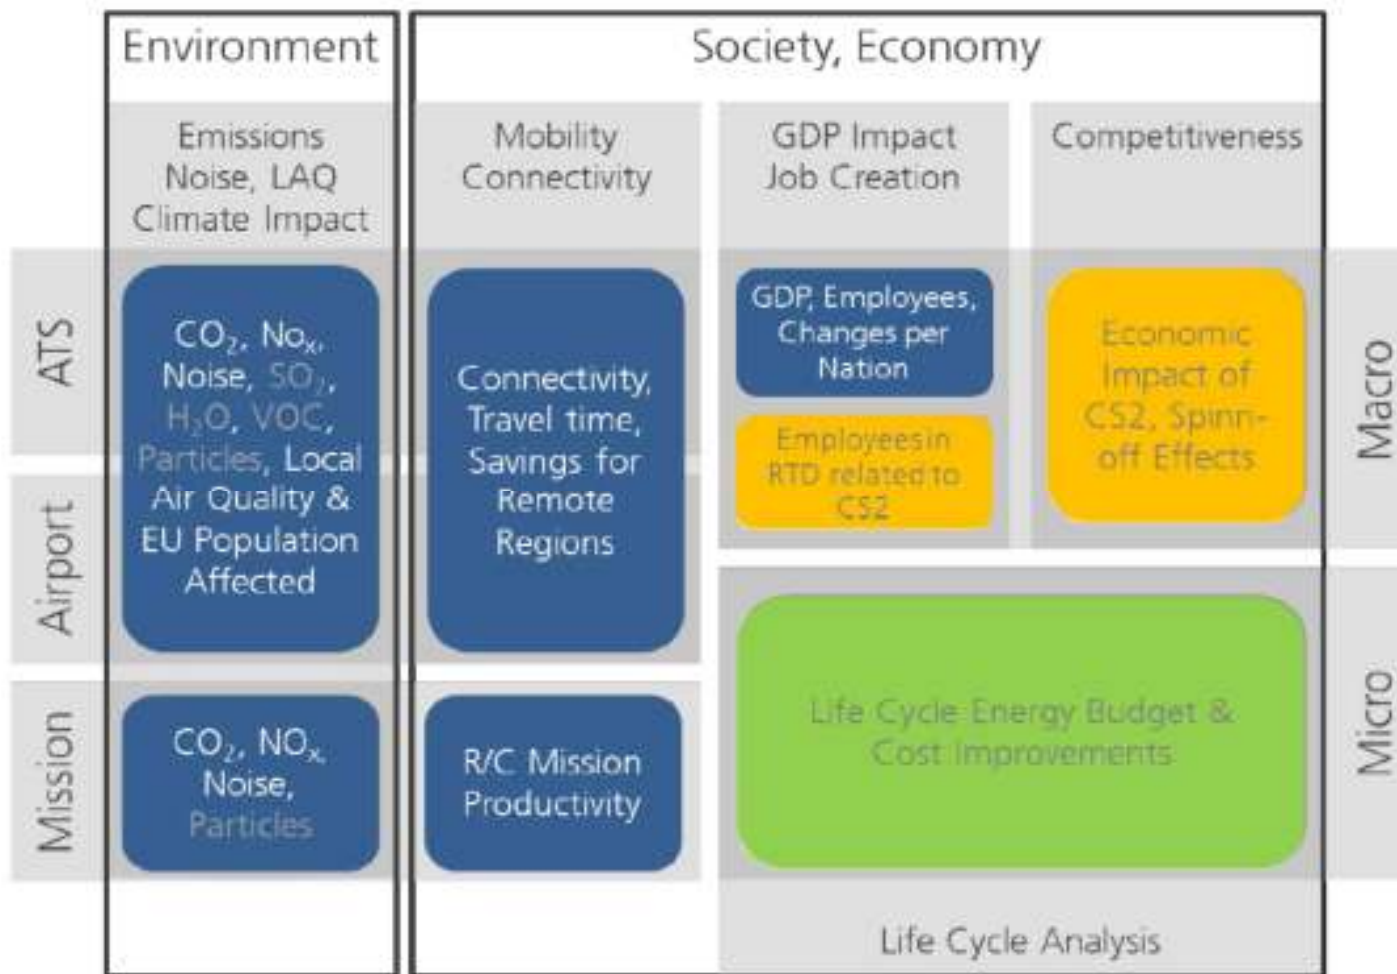 Environment
Society, Economy
Emissions
Noise, LAQ
Climate Impact
Mobility
Connectivity
GDP Impact
Job Creation
Competitiveness
ATS
Airport
Mission
CO₂, Noₓ,
Noise, SO₂,
H₂O, VOC,
Particles, Local
Air Quality &
EU Population
Affected
Connectivity,
Travel time,
Savings for
Remote
Regions
GDP, Employees,
Changes per
Nation
Employees in
RTD related to
CS2
Economic
Impact of
CS2, Spinn-
off Effects
Macro
CO₂, NOₓ,
Noise,
Particles
R/C Mission
Productivity
Life Cycle Energy Budget &
Cost Improvements
Micro
Life Cycle Analysis